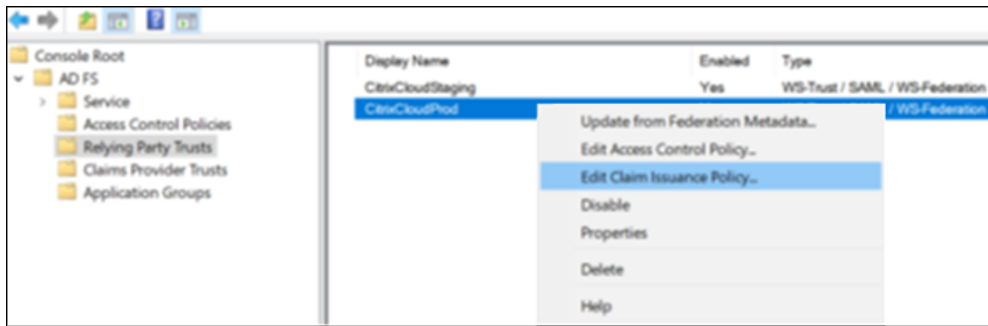 Console Root
AD FS
Service
Access Control Policies
Relying Party Trusts
Claims Provider Trusts
Application Groups
Display Name Enabled Type
CitrixCloudStaging Yes WS-Trust / SAML / WS-Federation
CitrixCloudProd / WS-Federation
Update from Federation Metadata...
Edit Access Control Policy...
Edit Claim Issuance Policy...
Disable
Properties
Delete
Help